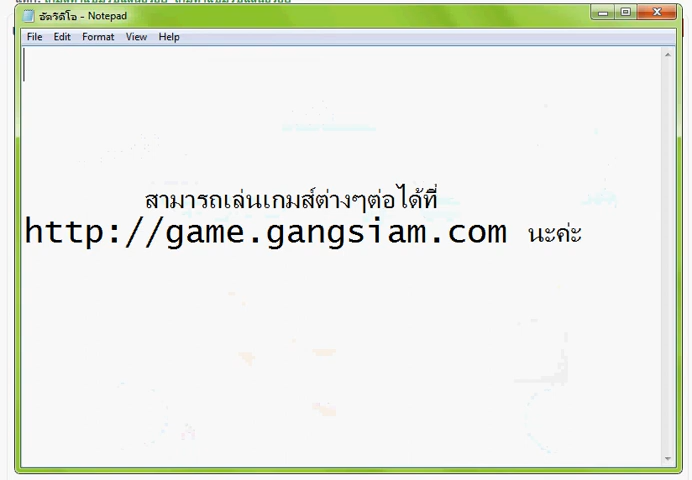 อัดวิดีโอ - Notepad
File Edit Format View Help
สามารถเล่นเกมส์ต่างๆต่อได้ที่
http://game.gangsiam.com นะค่ะ